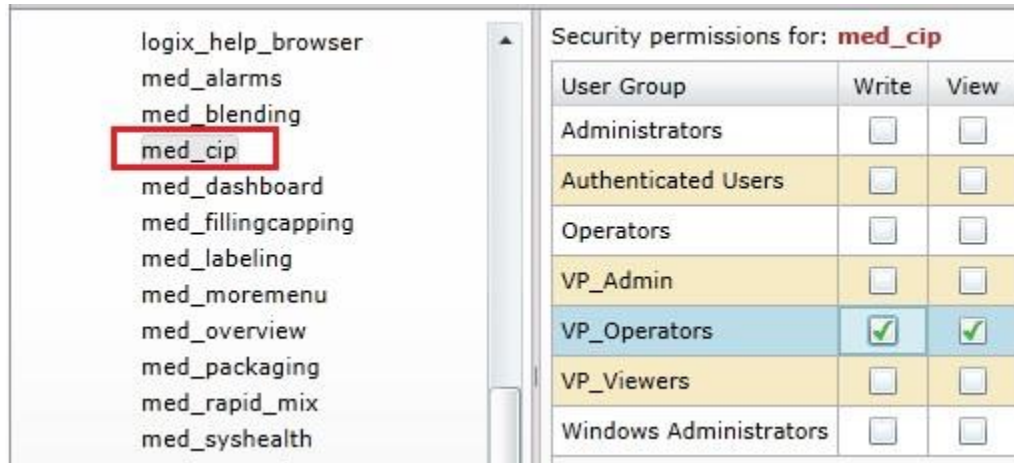 logix_help_browser
med_alarms
med_blending
med_cip
med_dashboard
med_fillingcapping
med_labeling
med_moremenu
med_overview
med_packaging
med_rapid_mix
med_syshealth
Security permissions for: med_cip
User Group Write View
Administrators
Authenticated Users
Operators
VP_Admin
VP_Operators
VP_Viewers
Windows Administrators